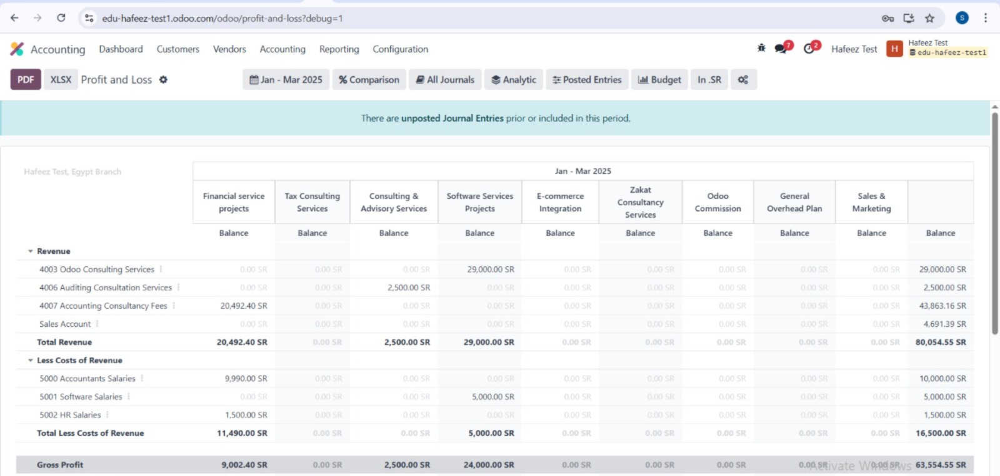 edu-hafeez-test1.odoo.com/odoo/profit-and-loss?debug=1
S
Accounting Dashboard Customers Vendors Accounting Reporting Configuration 7 2 Hafeez Test H Hafeez Test
edu-hafeez-test1
PDF XLSX Profit and Loss Jan - Mar 2025 % Comparison All Journals Analytic Posted Entries Budget In .SR
There are unposted Journal Entries prior or included in this period.
Hafeez Test, Egypt Branch Jan - Mar 2025
Financial service projects Tax Consulting Services Consulting & Advisory Services Software Services Projects E-commerce Integration Zakat Consultancy Services Odoo Commission General Overhead Plan Sales & Marketing
Balance Balance Balance Balance Balance Balance Balance Balance Balance Balance
Revenue
4003 Odoo Consulting Services 0.00 SR 0.00 SR 0.00 SR 29,000.00 SR 0.00 SR 0.00 SR 0.00 SR 0.00 SR 0.00 SR 29,000.00 SR
4006 Auditing Consultation Services 0.00 SR 0.00 SR 2,500.00 SR 0.00 SR 0.00 SR 0.00 SR 0.00 SR 0.00 SR 0.00 SR 2,500.00 SR
4007 Accounting Consultancy Fees 20,492.40 SR 0.00 SR 0.00 SR 0.00 SR 0.00 SR 0.00 SR 0.00 SR 0.00 SR 0.00 SR 43,863.16 SR
Sales Account 0.00 SR 0.00 SR 0.00 SR 0.00 SR 0.00 SR 0.00 SR 0.00 SR 0.00 SR 0.00 SR 4,691.39 SR
Total Revenue 20,492.40 SR 0.00 SR 2,500.00 SR 29,000.00 SR 0.00 SR 0.00 SR 0.00 SR 0.00 SR 0.00 SR 80,054.55 SR
Less Costs of Revenue
5000 Accountants Salaries 9,990.00 SR 0.00 SR 0.00 SR 0.00 SR 0.00 SR 0.00 SR 0.00 SR 0.00 SR 0.00 SR 10,000.00 SR
5001 Software Salaries 0.00 SR 0.00 SR 0.00 SR 5,000.00 SR 0.00 SR 0.00 SR 0.00 SR 0.00 SR 0.00 SR 5,000.00 SR
5002 HR Salaries 1,500.00 SR 0.00 SR 0.00 SR 0.00 SR 0.00 SR 0.00 SR 0.00 SR 0.00 SR 0.00 SR 1,500.00 SR
Total Less Costs of Revenue 11,490.00 SR 0.00 SR 0.00 SR 5,000.00 SR 0.00 SR 0.00 SR 0.00 SR 0.00 SR 0.00 SR 16,500.00 SR
Gross Profit 9,002.40 SR 0.00 SR 2,500.00 SR 24,000.00 SR 0.00 SR 0.00 SR 0.00 SR 0.00 SR 0.00 SR 63,554.55 SR
Activate Windows